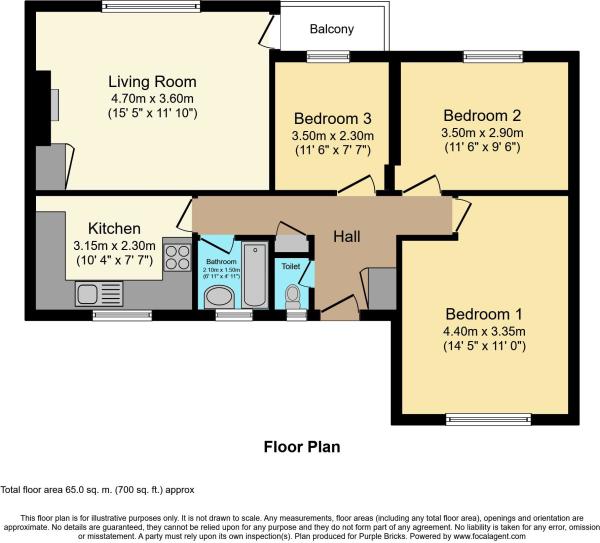 Balcony
Living Room
4.70m x 3.60m
(15' 5" x 11' 10")
Bedroom 3
3.50m x 2.30m
(11' 6" x 7' 7")
Bedroom 2
3.50m x 2.90m
(11' 6" x 9' 6")
Kitchen
3.15m x 2.30m
(10' 4" x 7' 7")
Hall
Bathroom
2.10m x 1.50m
(6' 11" x 4' 11")
Toilet
Bedroom 1
4.40m x 3.35m
(14' 5" x 11' 0")
Floor Plan
Total floor area 65.0 sq. m. (700 sq. ft.) approx
This floor plan is for illustrative purposes only. It is not drawn to scale. Any measurements, floor areas (including any total floor area), openings and orientation are
approximate. No details are guaranteed, they cannot be relied upon for any purpose and they do not form part of any agreement. No liability is taken for any error, omission
or misstatement. A party must rely upon its own inspection(s). Plan produced for Purple Bricks. Powered by www.focalagent.com